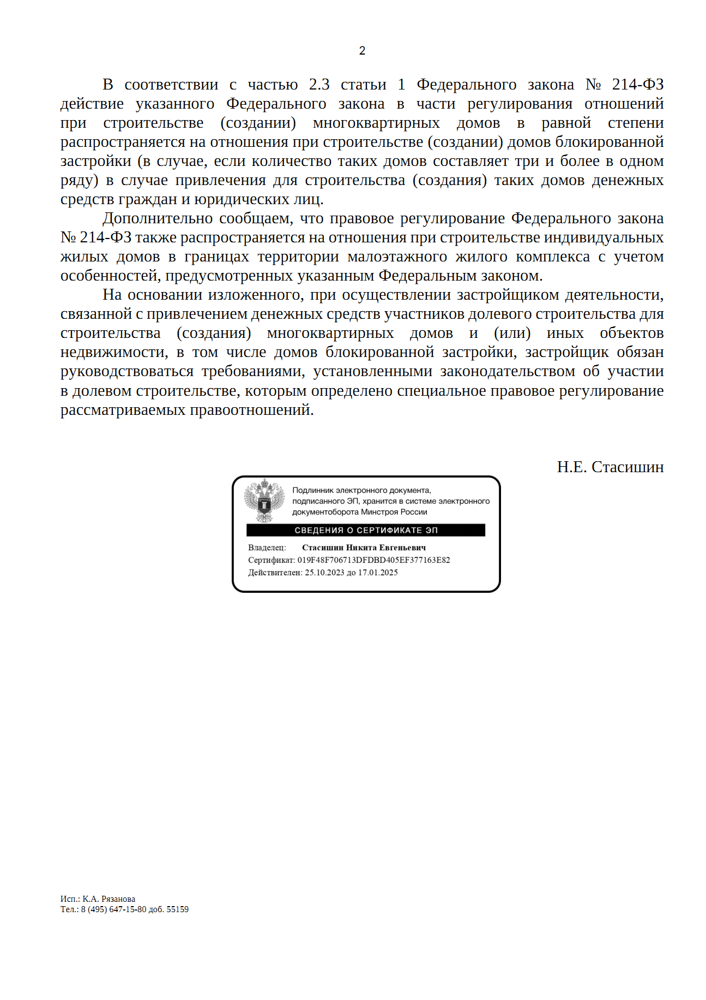 2
В соответствии с частью 2.3 статьи 1 Федерального закона № 214-ФЗ
действие указанного Федерального закона в части регулирования отношений
при строительстве (создании) многоквартирных домов в равной степени
распространяется на отношения при строительстве (создании) домов блокированной
застройки (в случае, если количество таких домов составляет три и более в одном
ряду) в случае привлечения для строительства (создания) таких домов денежных
средств граждан и юридических лиц.
Дополнительно сообщаем, что правовое регулирование Федерального закона
№ 214-ФЗ также распространяется на отношения при строительстве индивидуальных
жилых домов в границах территории малоэтажного жилого комплекса с учетом
особенностей, предусмотренных указанным Федеральным законом.
На основании изложенного, при осуществлении застройщиком деятельности,
связанной с привлечением денежных средств участников долевого строительства для
строительства (создания) многоквартирных домов и (или) иных объектов
недвижимости, в том числе домов блокированной застройки, застройщик обязан
руководствоваться требованиями, установленными законодательством об участии
в долевом строительстве, которым определено специальное правовое регулирование
рассматриваемых правоотношений.
Н.Е. Стасишин
Подлинник электронного документа,
подписанного ЭП, хранится в системе электронного
документооборота Минстроя России
СВЕДЕНИЯ О СЕРТИФИКАТЕ ЭП
Владелец: Стасишин Никита Евгеньевич
Сертификат: 019F48F706713DFDBD405EF377163E82
Действителен: 25.10.2023 до 17.01.2025
Исп.: К.А. Рязанова
Тел.: 8 (495) 647-15-80 доб. 55159